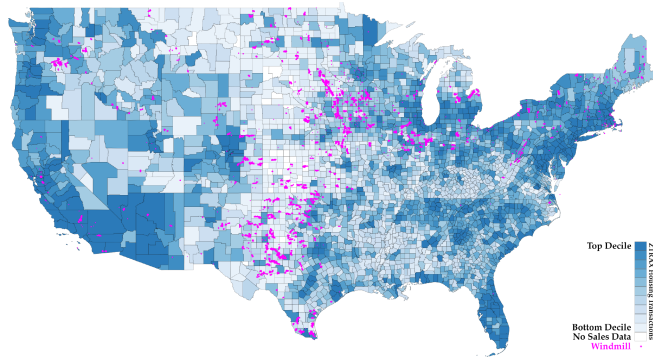 Top Decile
Bottom Decile
No Sales Data
Windmill
ZTRAX Housing Transactions